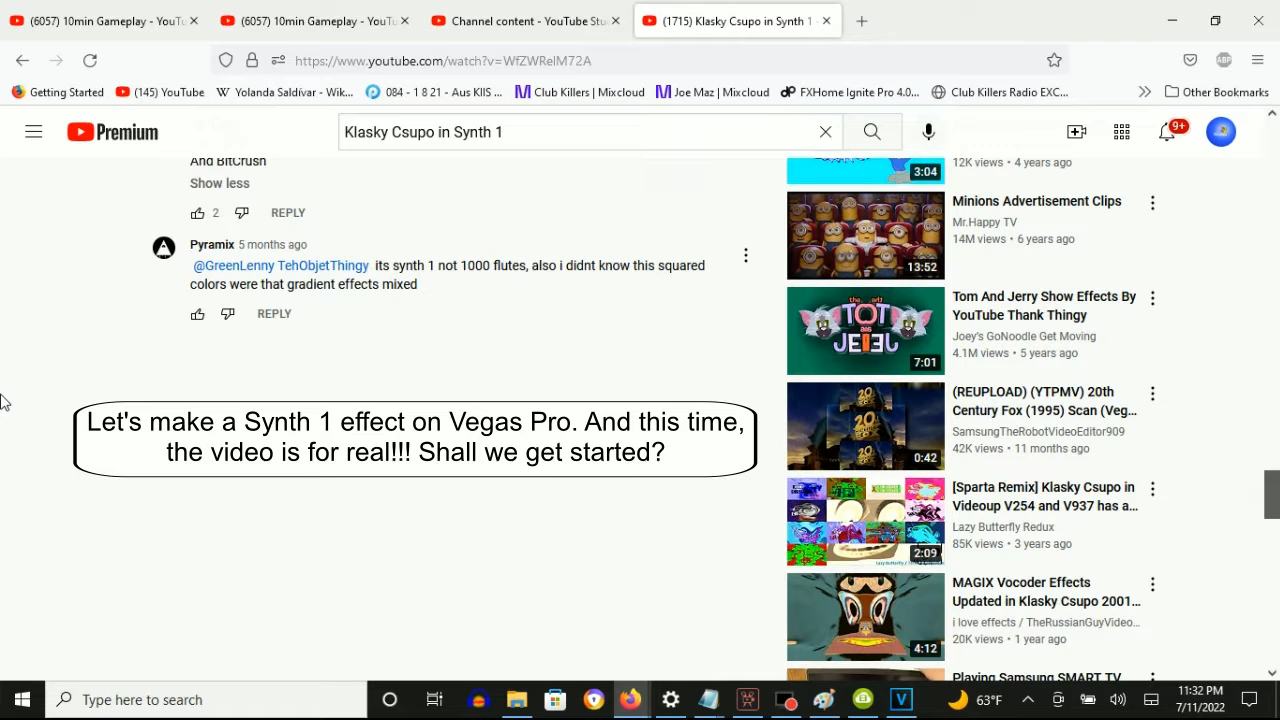 (6057) 10min Gameplay - YouTu
(6057) 10min Gameplay - YouTu
Channel content - YouTube Stu
(1715) Klasky Csupo in Synth 1 -
https://www.youtube.com/watch?v=WfZWRelM72A
ABP
Getting Started
(145) YouTube
W Yolanda Saldívar - Wik...
084 - 1 8 21 - Aus KIIS ...
Club Killers | Mixcloud
Joe Maz | Mixcloud
FXHome Ignite Pro 4.0...
Club Killers Radio EXC...
Other Bookmarks
Premium
Klasky Csupo in Synth 1
9+
And BitCrush
Show less
2
REPLY
Pyramix 5 months ago
@GreenLenny TehObjetThingy its synth 1 not 1000 flutes, also i didnt know this squared
colors were that gradient effects mixed
REPLY
Let's make a Synth 1 effect on Vegas Pro. And this time,
the video is for real!!! Shall we get started?
3:04
12K views • 4 years ago
13:52
Minions Advertisement Clips
Mr.Happy TV
14M views • 6 years ago
7:01
Tom And Jerry Show Effects By
YouTube Thank Thingy
Joey's GoNoodle Get Moving
4.1M views • 5 years ago
0:42
(REUPLOAD) (YTPMV) 20th
Century Fox (1995) Scan (Veg...
SamsungTheRobotVideoEditor909
42K views • 11 months ago
2:09
[Sparta Remix] Klasky Csupo in
Videoup V254 and V937 has a...
Lazy Butterfly Redux
85K views • 3 years ago
4:12
MAGIX Vocoder Effects
Updated in Klasky Csupo 2001...
i love effects / TheRussianGuyVideo...
20K views • 1 year ago
Playing Samsung SMART TV
Type here to search
V
63°F
11:32 PM
7/11/2022